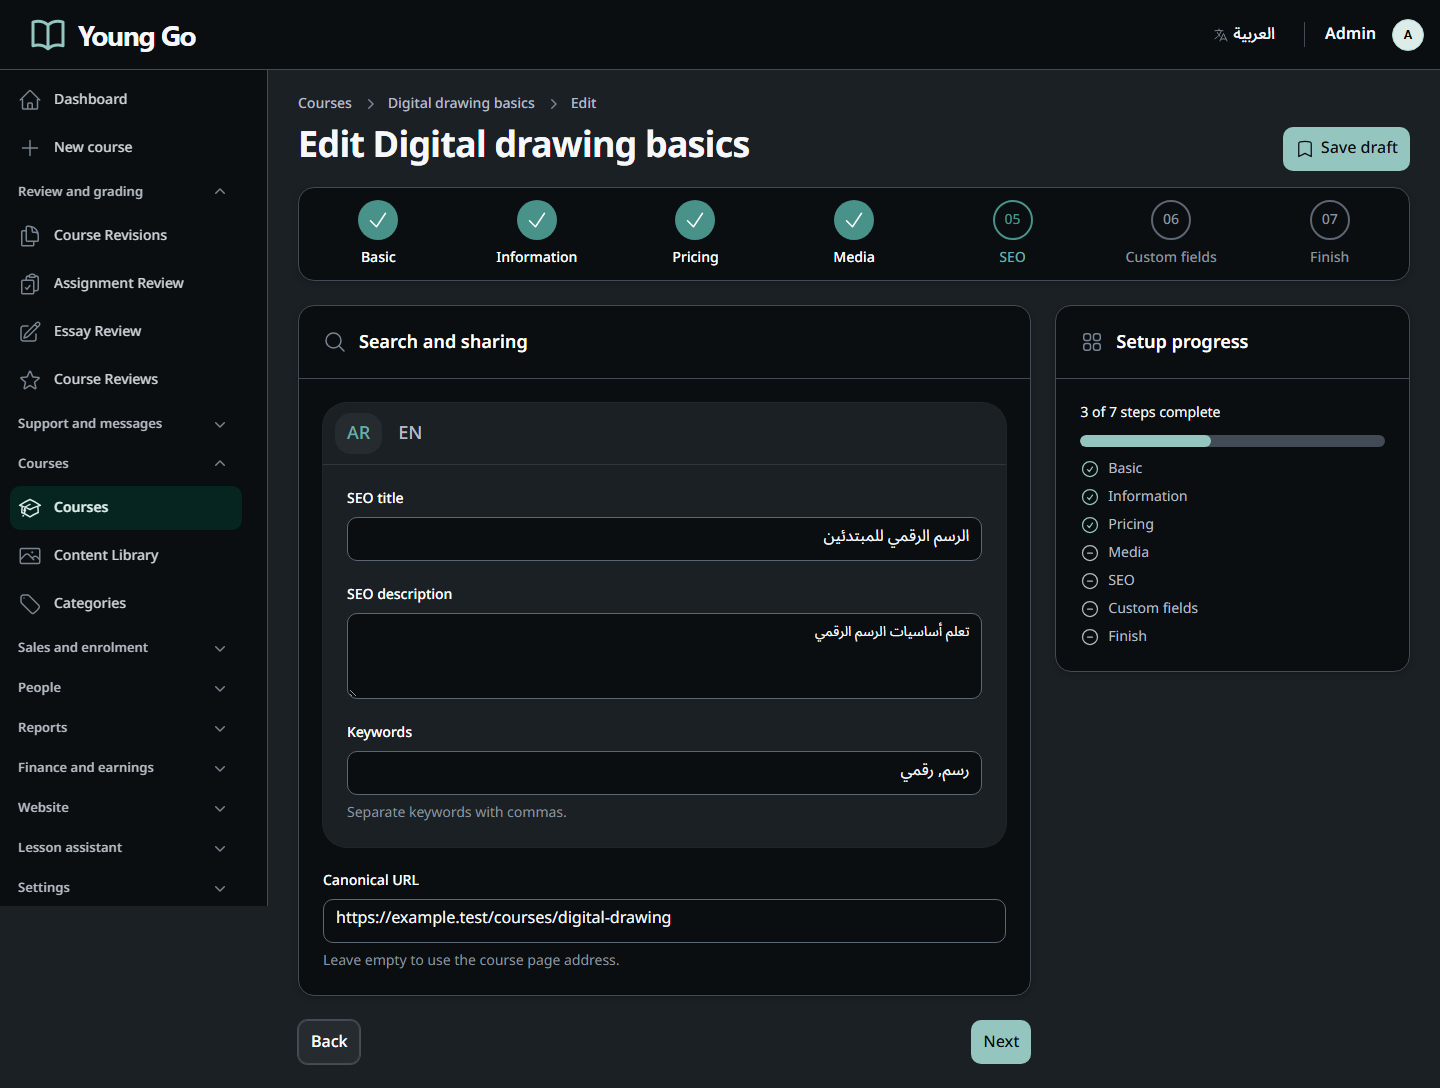 Young Go
العربية
Admin
A
Dashboard
New course
Review and grading
Course Revisions
Assignment Review
Essay Review
Course Reviews
Support and messages
Courses
Courses
Content Library
Categories
Sales and enrolment
People
Reports
Finance and earnings
Website
Lesson assistant
Settings
Courses > Digital drawing basics > Edit
Edit Digital drawing basics
Save draft
Basic
Information
Pricing
Media
05
SEO
06
Custom fields
07
Finish
Search and sharing
AR EN
SEO title
الرسم الرقمي للمبتدئين
SEO description
تعلم أساسيات الرسم الرقمي
Keywords
رسم, رقمي
Separate keywords with commas.
Canonical URL
https://example.test/courses/digital-drawing
Leave empty to use the course page address.
Back
Next
Setup progress
3 of 7 steps complete
Basic
Information
Pricing
Media
SEO
Custom fields
Finish